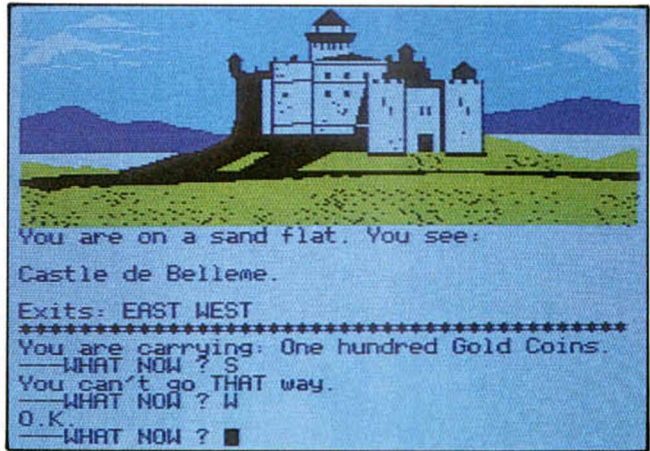 You are on a sand flat. You see:
Castle de Belleme.
Exits: EAST WEST
************************************************
You are carrying: One hundred Gold Coins.
——WHAT NOW ? S
You can't go THAT way.
——WHAT NOW ? W
O.K.
——WHAT NOW ?